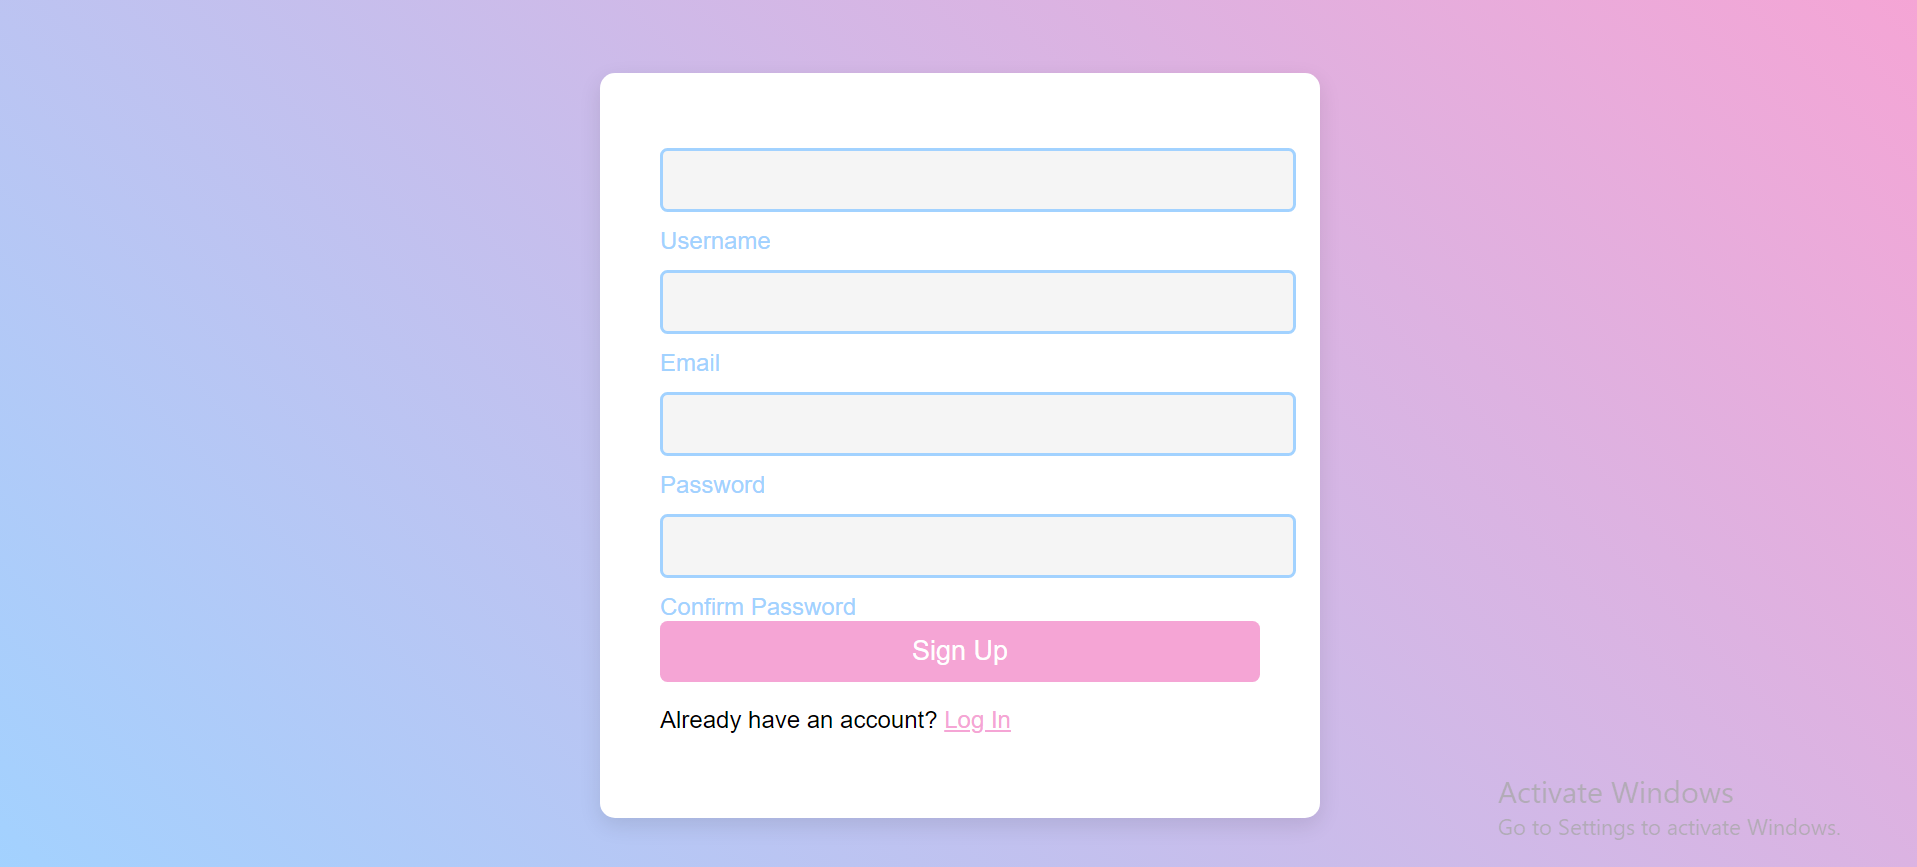 Username
Email
Password
Confirm Password
Sign Up
Already have an account? Log In
Activate Windows
Go to Settings to activate Windows.